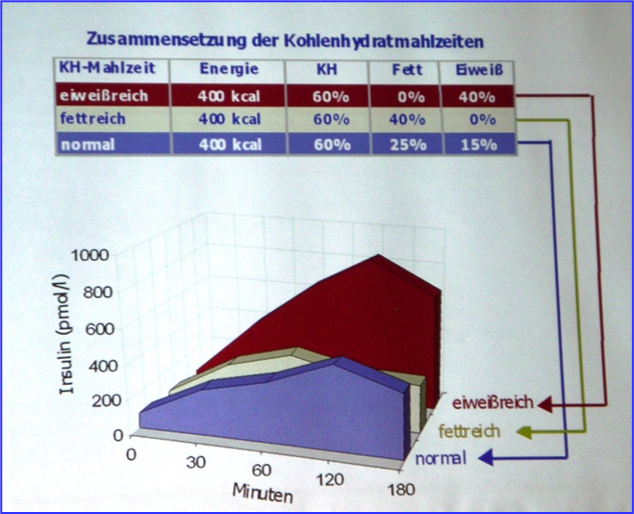 Zusammensetzung der Kohlenhydratmahlzeiten
KH-Mahlzeit Energie KH Fett Eiweiß
eiweißreich 400 kcal 60% 0% 40%
fettreich 400 kcal 60% 40% 0%
normal 400 kcal 60% 25% 15%
1000
800
600
400
200
0
Insulin (pmol/l)
0 30 60 120 180
Minuten
eiweißreich
fettreich
normal